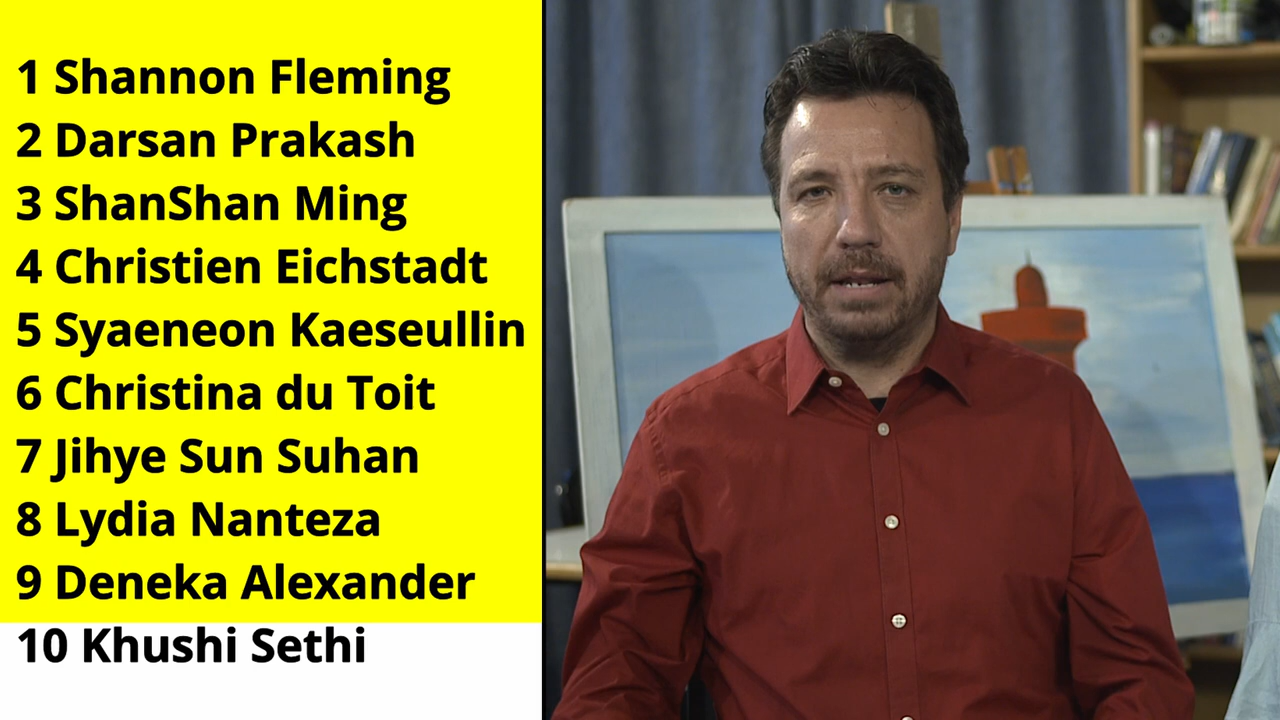 1 Shannon Fleming
2 Darsan Prakash
3 ShanShan Ming
4 Christien Eichstadt
5 Syaeneon Kaeseullin
6 Christina du Toit
7 Jihye Sun Suhan
8 Lydia Nanteza
9 Deneka Alexander
10 Khushi Sethi